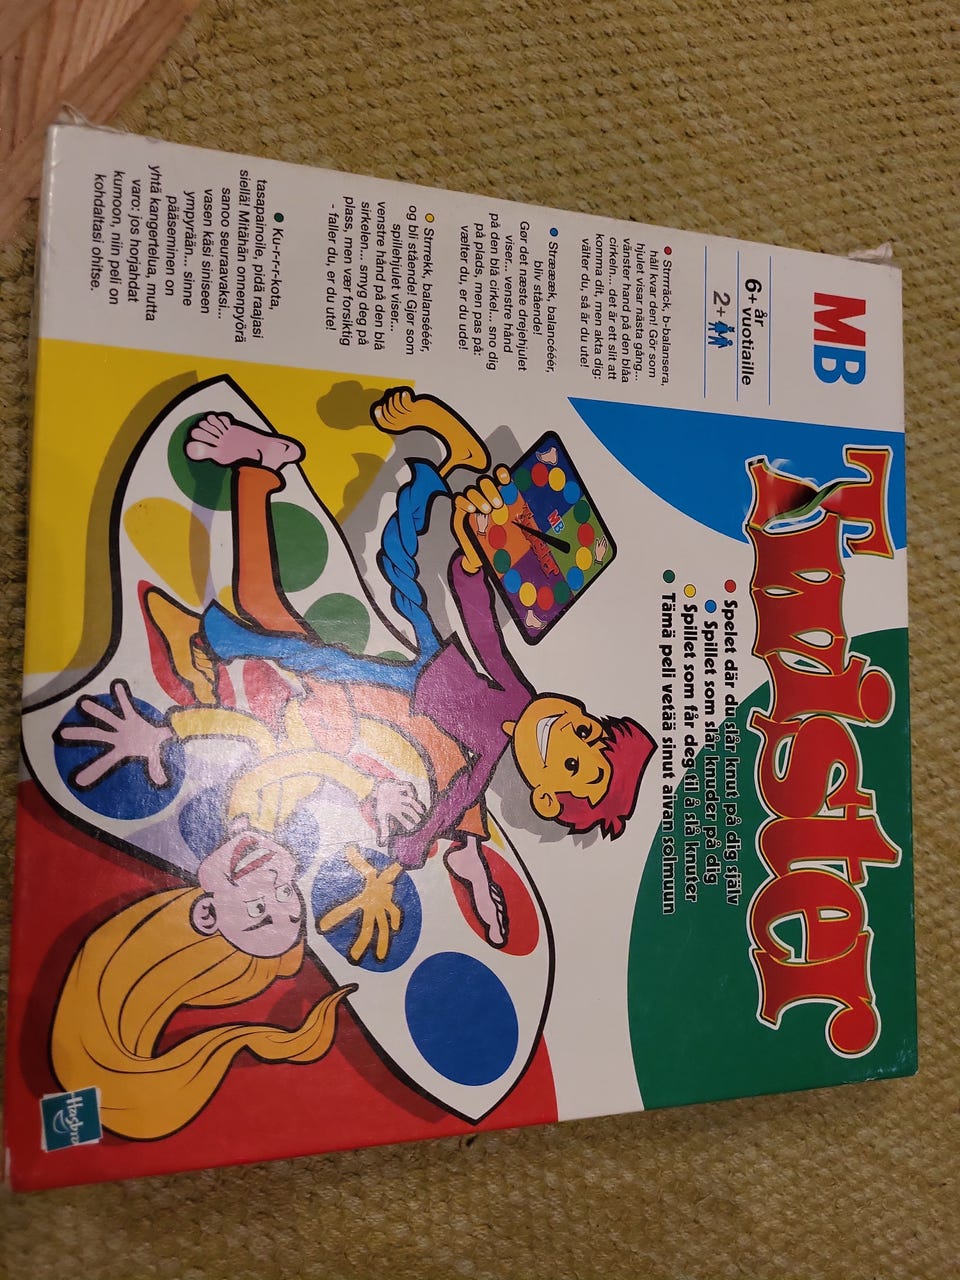 MB
6+ år
vuotiaille
2+
• Strrräck, b-balansera,
håll kvar den! Gör som
hjulet visar nästa gång...
vänster hand på den blåa
cirkeln... det är ett slit att
komma dit, men akta dig:
välter du, så är du ute!
• Stræææk, balancééér,
bliv stående!
Gør det næste drejehjulet
viser... venstre hånd
på den blå cirkel... sno dig
på plads, men pas på:
vælter du, er du ude!
• Strrrekk, balansééér,
og bli stående! Gjør som
spillehjulet viser...
venstre hånd på den blå
sirkelen... smyg deg på
plass, men vær forsiktig
- faller du, er du ute!
• Ku-r-r-r-kota,
tasapainoile, pidä raajasi
siellä! Mitähän onnenpyörä
sanoo seuraavaksi...
vasen käsi siniseen
ympyrään... sinne
pääseminen on
yhtä kangertelua, mutta
varo: jos horjahdat
kumoon, niin peli on
kohdaltasi ohitse.
Twister
• Spelet där du slår knut på dig själv
• Spillet som slår knuder på dig
• Spillet som får deg til å slå knuter
• Tämä peli vetää sinut aivan solmuun
MB
Twister
Hasbro